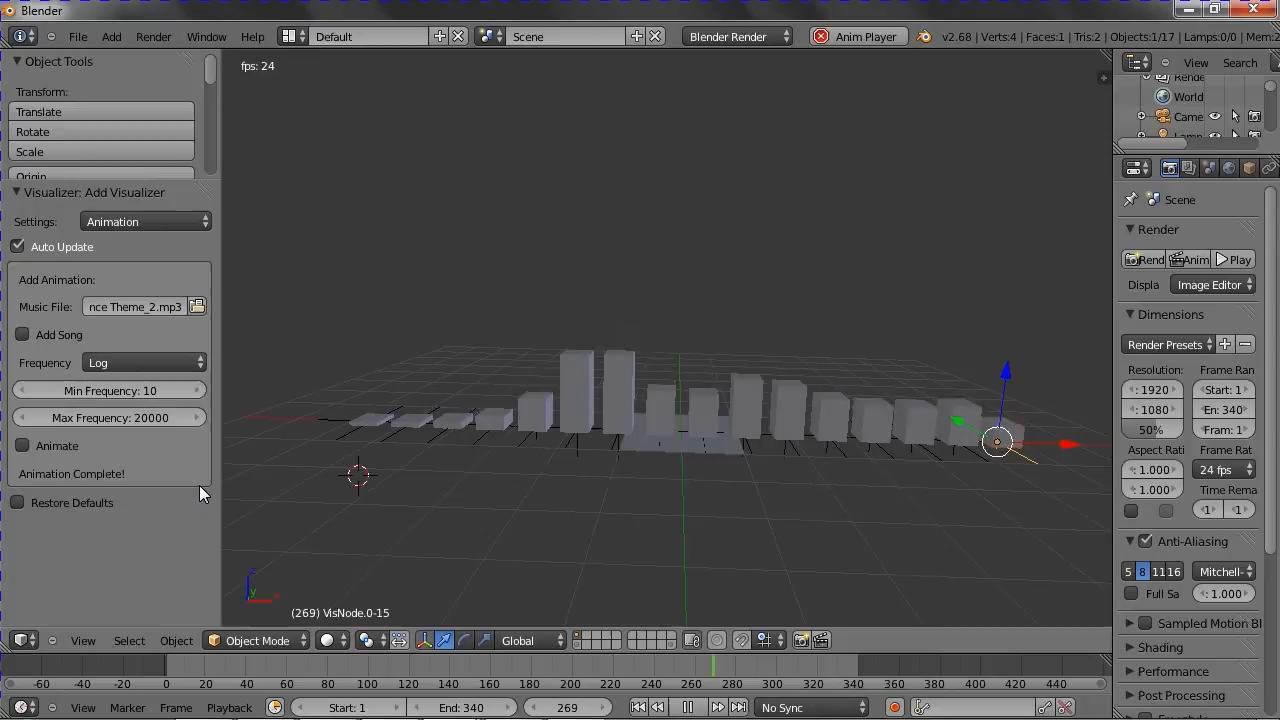 Blender
File Add Render Window Help Default Scene Blender Render Anim Player v2.68 | Verts:4 | Faces:1 | Tris:2 | Objects:1/17 | Lamps:0/0 | Mem:2
Object Tools
Transform:
Translate
Rotate
Scale
Origin
Visualizer: Add Visualizer
Settings: Animation
Auto Update
Add Animation:
Music File: nce Theme_2.mp3
Add Song
Frequency Log
Min Frequency: 10
Max Frequency: 20000
Animate
Animation Complete!
Restore Defaults
fps: 24
z
y
x
(269) VisNode.0-15
View Select Object Object Mode Global
-60 -40 -20 0 20 40 60 80 100 120 140 160 180 200 220 240 260 280 300 320 340 360 380 400 420 440
View Marker Frame Playback Start: 1 End: 340 269 No Sync
View Search
Rende
World
Came
Lamp
Scene
Render
Rend Anim Play
Displa Image Editor
Dimensions
Render Presets
Resolution: Frame Ran
: 1920 Start: 1
: 1080 En: 340
50% Fram: 1
Aspect Rati Frame Rat
: 1.000 24 fps
: 1.000 Time Rema
1 1
Anti-Aliasing
5 8 11 16 Mitchell-
Full Sa : 1.000
Sampled Motion Bl
Shading
Performance
Post Processing